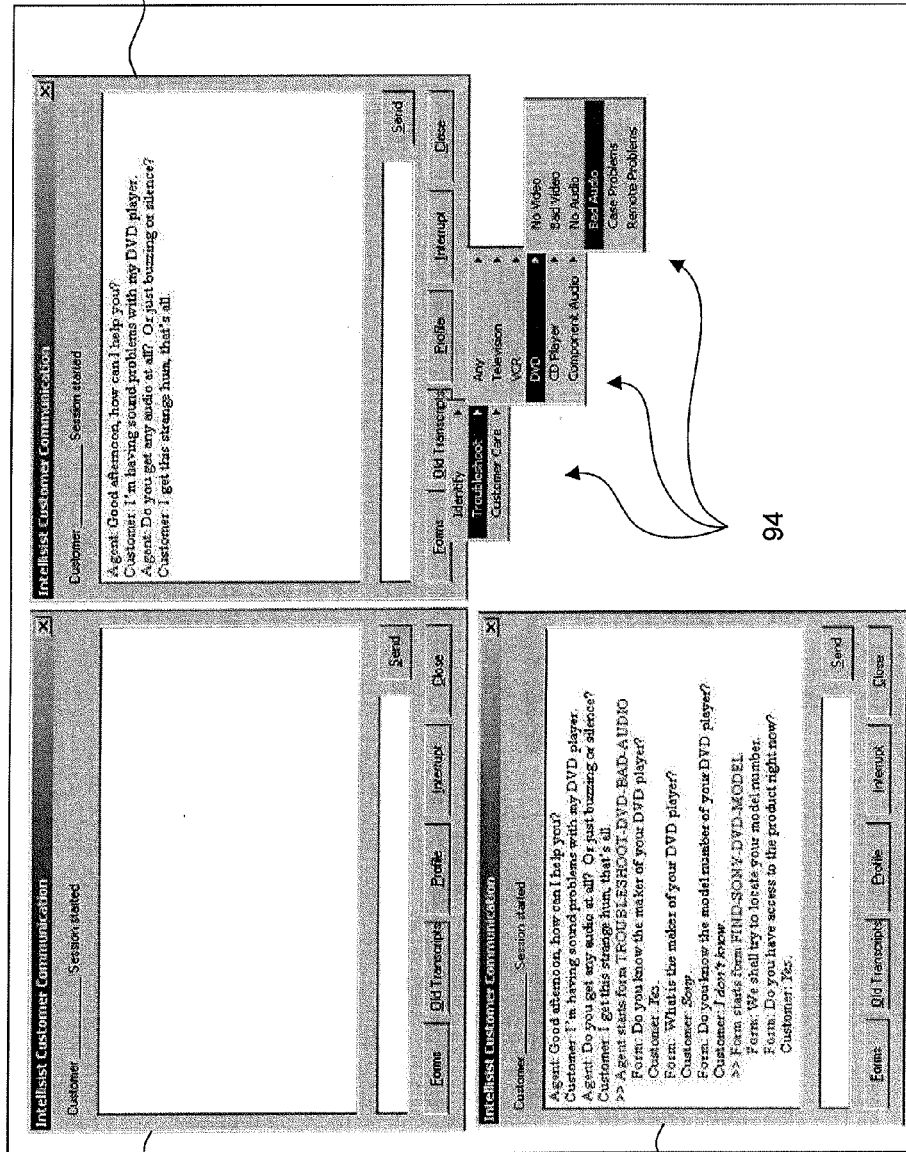 Intellisist Customer Communication
Customer ________ Session started
Send
Forms Old Transcripts Profile Interrupt Close
Intellisist Customer Communication
Customer ________ Session started
Agent: Good afternoon, how can I help you?
Customer: I'm having sound problems with my DVD player.
Agent: Do you get any audio at all? Or just buzzing or silence?
Customer: I get this strange hum, that's all.
Send
Forms Old Transcripts Profile Interrupt Close
Identify
Troubleshoot
Customer Care
Any
Television
VCR
DVD
CD Player
Component Audio
No Video
Bad Video
No Audio
Bad Audio
Case Problems
Remote Problems
94
Intellisist Customer Communication
Customer ________ Session started
Agent: Good afternoon, how can I help you?
Customer: I'm having sound problems with my DVD player.
Agent: Do you get any audio at all? Or just buzzing or silence?
Customer: I get this strange hum, that's all.
>> Agent starts form TROUBLESHOOT-DVD-BAD-AUDIO
Form: Do you know the maker of your DVD player?
Customer: Yes.
Form: What is the maker of your DVD player?
Customer: Sony.
Form: Do you know the model number of your DVD player?
Customer: I don't know.
>> Form starts form FIND-SONY-DVD-MODEL
Form: We shall try to locate your model number.
Form: Do you have access to the product right now?
Customer: Yes.
Send
Forms Old Transcripts Profile Interrupt Close